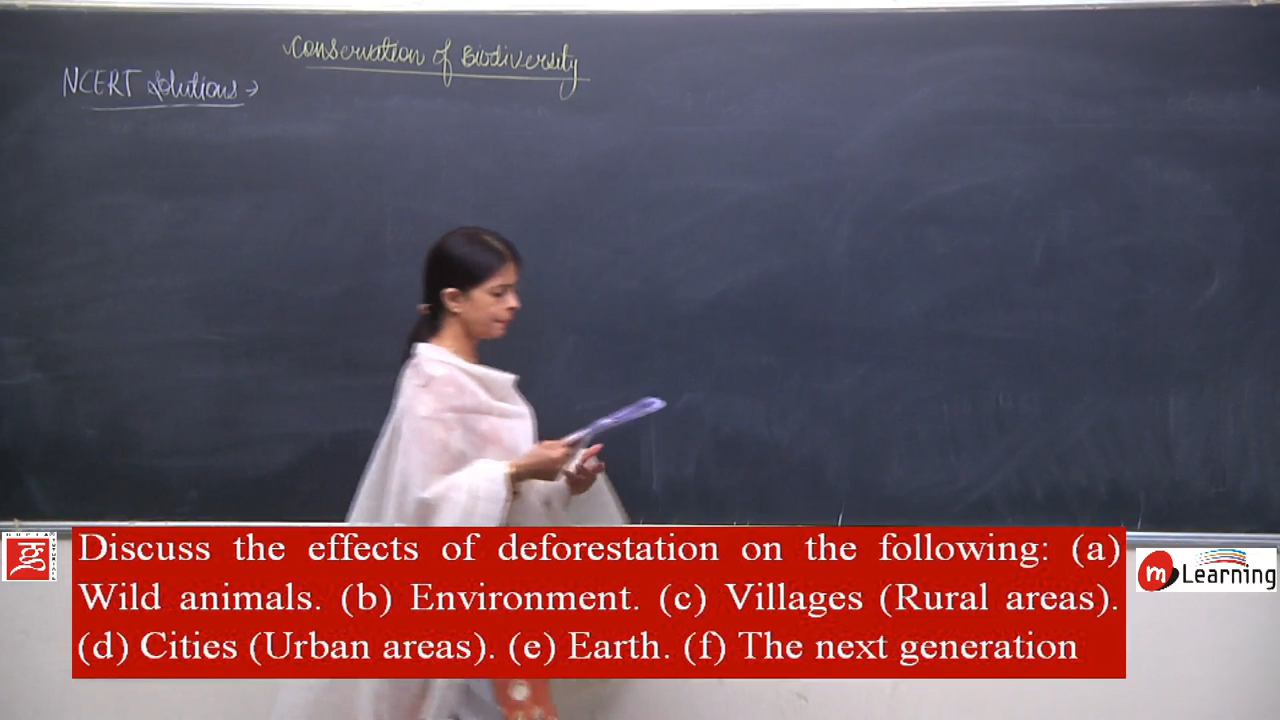 Conservation of Biodiversity
NCERT Solutions →
Discuss the effects of deforestation on the following: (a)
Wild animals. (b) Environment. (c) Villages (Rural areas).
(d) Cities (Urban areas). (e) Earth. (f) The next generation
m Learning